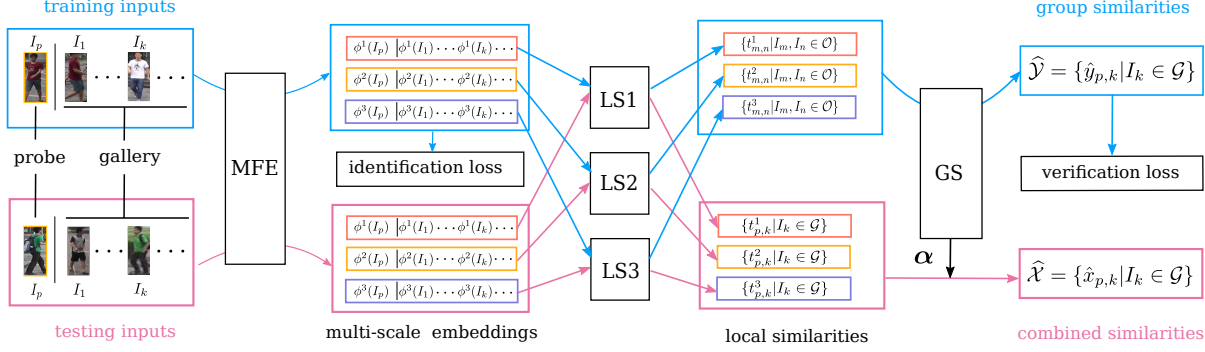 training inputs
group similarities
I_p I_1 I_k
. . . . . .
probe gallery
MFE
ϕ¹(I_p) | ϕ¹(I_1) · · · ϕ¹(I_k) · · ·
ϕ²(I_p) | ϕ²(I_1) · · · ϕ²(I_k) · · ·
ϕ³(I_p) | ϕ³(I_1) · · · ϕ³(I_k) · · ·
identification loss
LS1
LS2
LS3
{t¹_{m,n}|I_m, I_n ∈ 𝒪}
{t²_{m,n}|I_m, I_n ∈ 𝒪}
{t³_{m,n}|I_m, I_n ∈ 𝒪}
GS
α
𝒴̂ = {ŷ_{p,k}|I_k ∈ 𝒢}
verification loss
. . . . . .
I_p I_1 I_k
testing inputs
ϕ¹(I_p) | ϕ¹(I_1) · · · ϕ¹(I_k) · · ·
ϕ²(I_p) | ϕ²(I_1) · · · ϕ²(I_k) · · ·
ϕ³(I_p) | ϕ³(I_1) · · · ϕ³(I_k) · · ·
multi-scale embeddings
{t¹_{p,k}|I_k ∈ 𝒢}
{t²_{p,k}|I_k ∈ 𝒢}
{t³_{p,k}|I_k ∈ 𝒢}
local similarities
𝒳̂ = {x̂_{p,k}|I_k ∈ 𝒢}
combined similarities